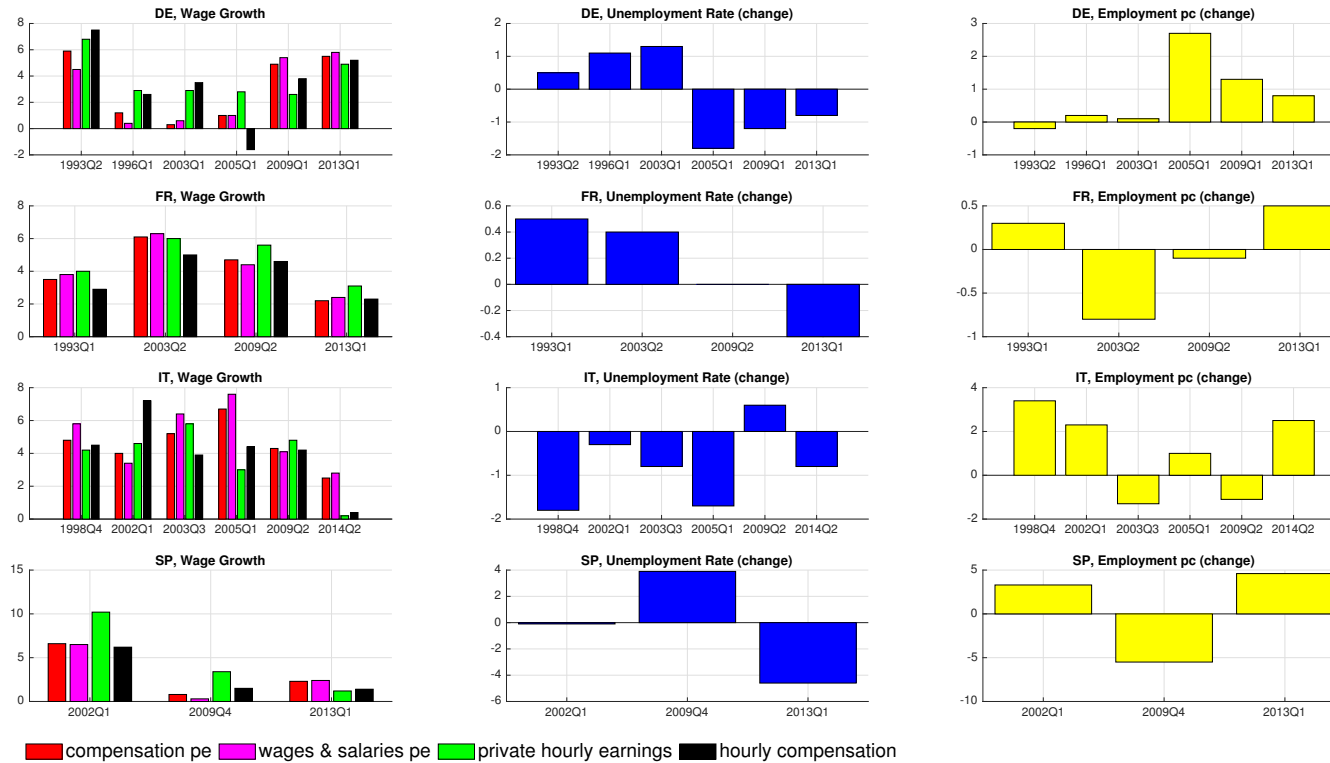 DE, Wage Growth
8
6
4
2
0
-2
1993Q2 1996Q1 2003Q1 2005Q1 2009Q1 2013Q1
DE, Unemployment Rate (change)
2
1
0
-1
-2
1993Q2 1996Q1 2003Q1 2005Q1 2009Q1 2013Q1
DE, Employment pc (change)
3
2
1
0
-1
1993Q2 1996Q1 2003Q1 2005Q1 2009Q1 2013Q1
FR, Wage Growth
8
6
4
2
0
1993Q1 2003Q2 2009Q2 2013Q1
FR, Unemployment Rate (change)
0.6
0.4
0.2
0
-0.2
-0.4
1993Q1 2003Q2 2009Q2 2013Q1
FR, Employment pc (change)
0.5
0
-0.5
-1
1993Q1 2003Q2 2009Q2 2013Q1
IT, Wage Growth
8
6
4
2
0
1998Q4 2002Q1 2003Q3 2005Q1 2009Q2 2014Q2
IT, Unemployment Rate (change)
1
0
-1
-2
1998Q4 2002Q1 2003Q3 2005Q1 2009Q2 2014Q2
IT, Employment pc (change)
4
2
0
-2
1998Q4 2002Q1 2003Q3 2005Q1 2009Q2 2014Q2
SP, Wage Growth
15
10
5
0
2002Q1 2009Q4 2013Q1
SP, Unemployment Rate (change)
4
2
0
-2
-4
-6
2002Q1 2009Q4 2013Q1
SP, Employment pc (change)
5
0
-5
-10
2002Q1 2009Q4 2013Q1
compensation pe wages & salaries pe private hourly earnings hourly compensation